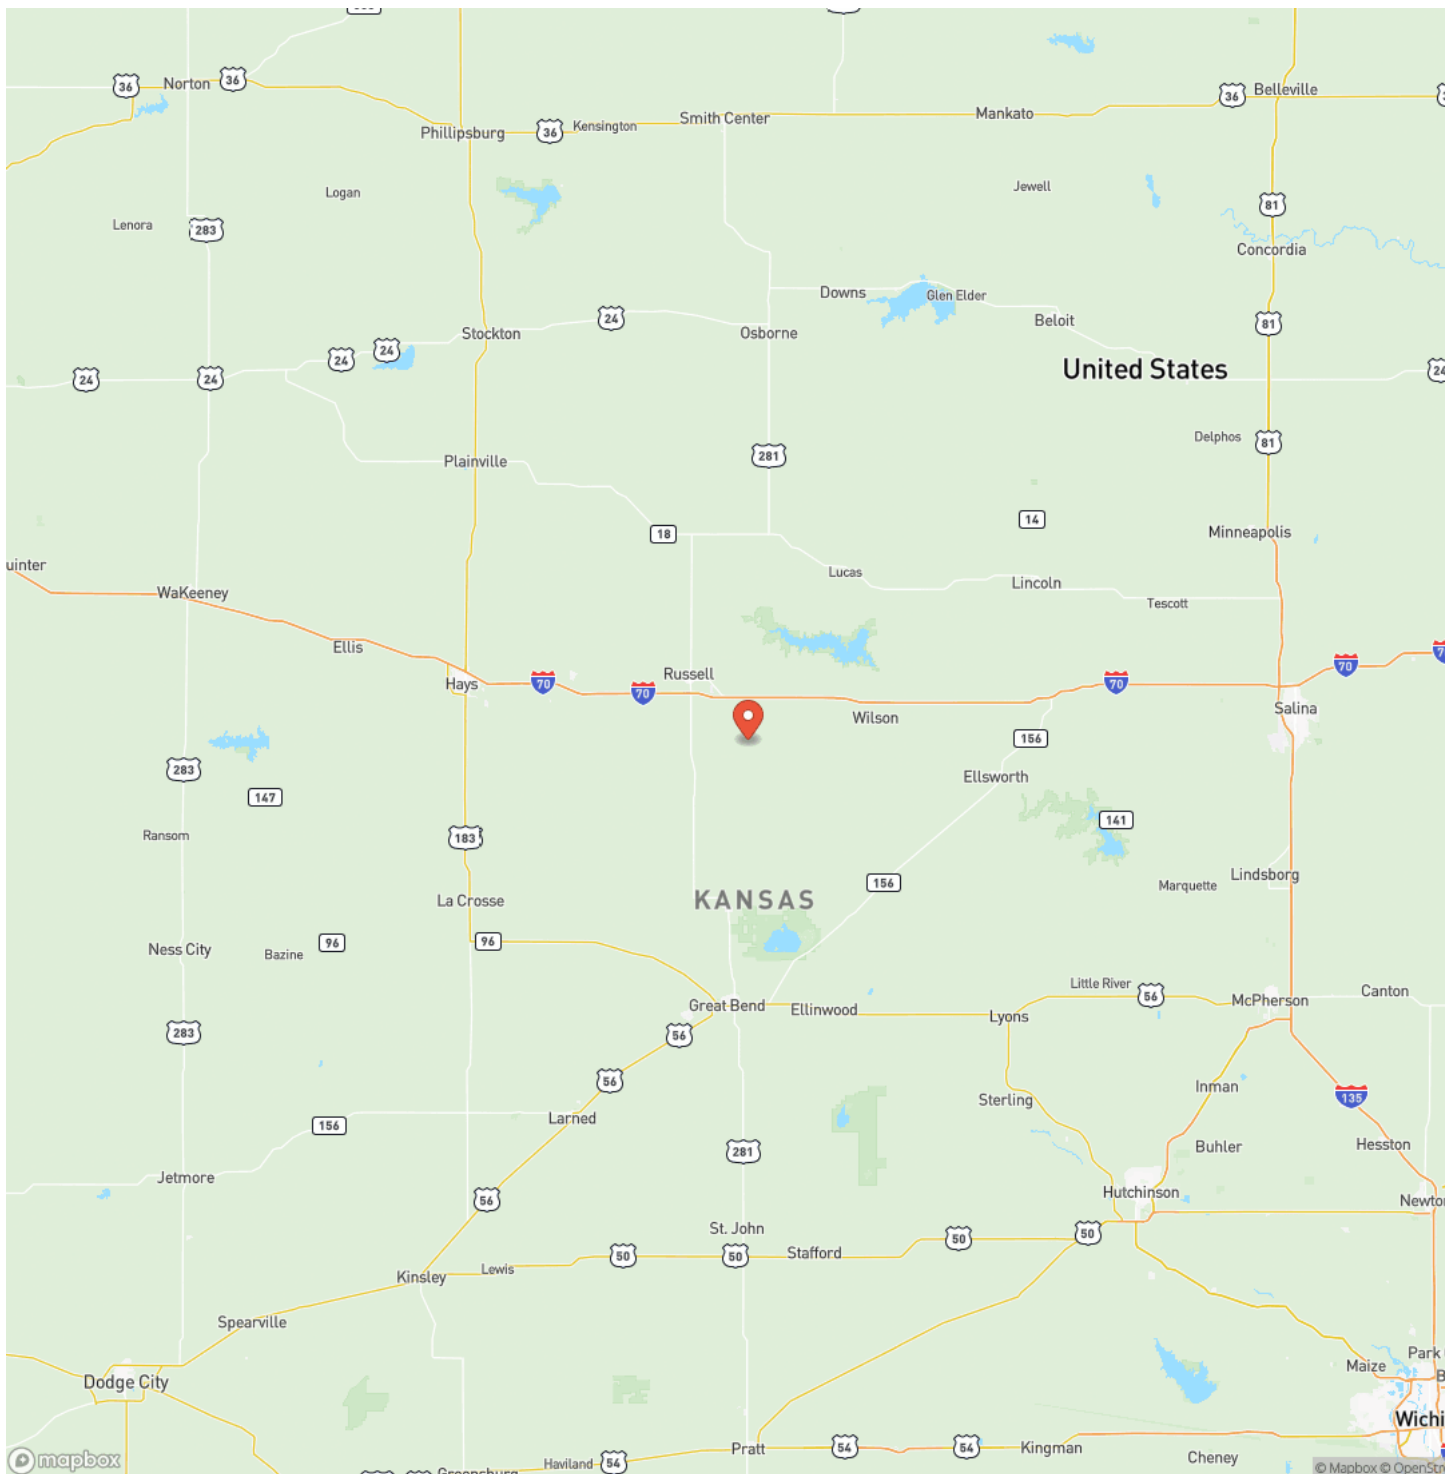 36
Norton
36
Belleville
36
Mankato
Smith Center
Kensington
36
Phillipsburg
Jewell
Logan
81
Lenora
283
Concordia
Downs
Glen Elder
24
Beloit
81
Stockton
Osborne
24
24
United States
24
24
24
Delphos
81
281
Plainville
14
18
Minneapolis
uinter
Lucas
Lincoln
WaKeeney
Tescott
Ellis
70
Russell
Hays
70
70
70
Wilson
Salina
156
283
Ellsworth
147
141
Ransom
183
Lindsborg
156
Marquette
La Crosse
KANSAS
96
96
Ness City
Bazine
Little River
56
Canton
McPherson
Great Bend
Ellinwood
Lyons
283
56
56
Inman
135
Sterling
Larned
156
Hesston
Buhler
281
Jetmore
Hutchinson
56
Newton
St. John
50
50
50
50
Stafford
Lewis
Kinsley
Spearville
Park
Maize
Dodge City
Wichi
Pratt
54
54
Kingman
Cheney
Haviland
54
Greensburg
mapbox
© Mapbox © OpenStre